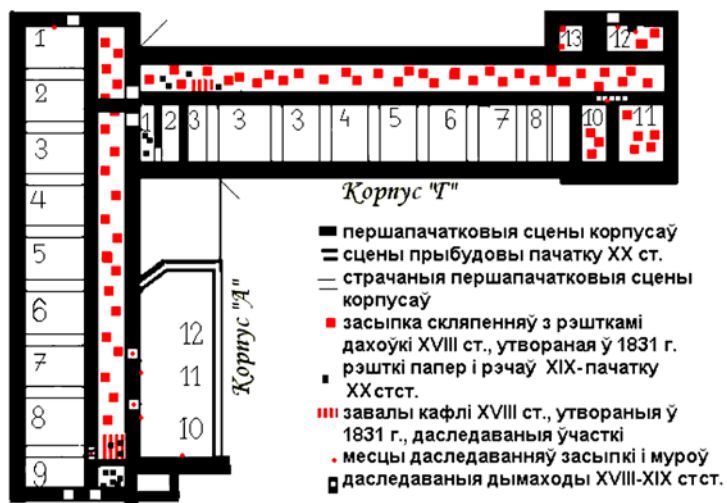 1
2
3
4
5
6
7
8
9
1
2
3
3
3
4
5
6
7
8
10
11
13
12
Корпус "Г"
12
11
10
Корпус "А"
першапачатковыя сцены корпусаў
сцены прыбудовы пачатку XX ст.
страчаныя першапачатковыя сцены
корпусаў
засыпка скляпенняў з рэшткамі
дахоўкі XVIII ст., утвораная ў 1831 г.
рэшткі папер і рэчаў XIX-пачатку
XX стст.
завалы кафлі XVIII ст., утвораныя ў
1831 г., даследаваныя ўчасткі
месцы даследаванняў засыпкі і муроў
даследаваныя дымаходы XVIII-XIX стст.